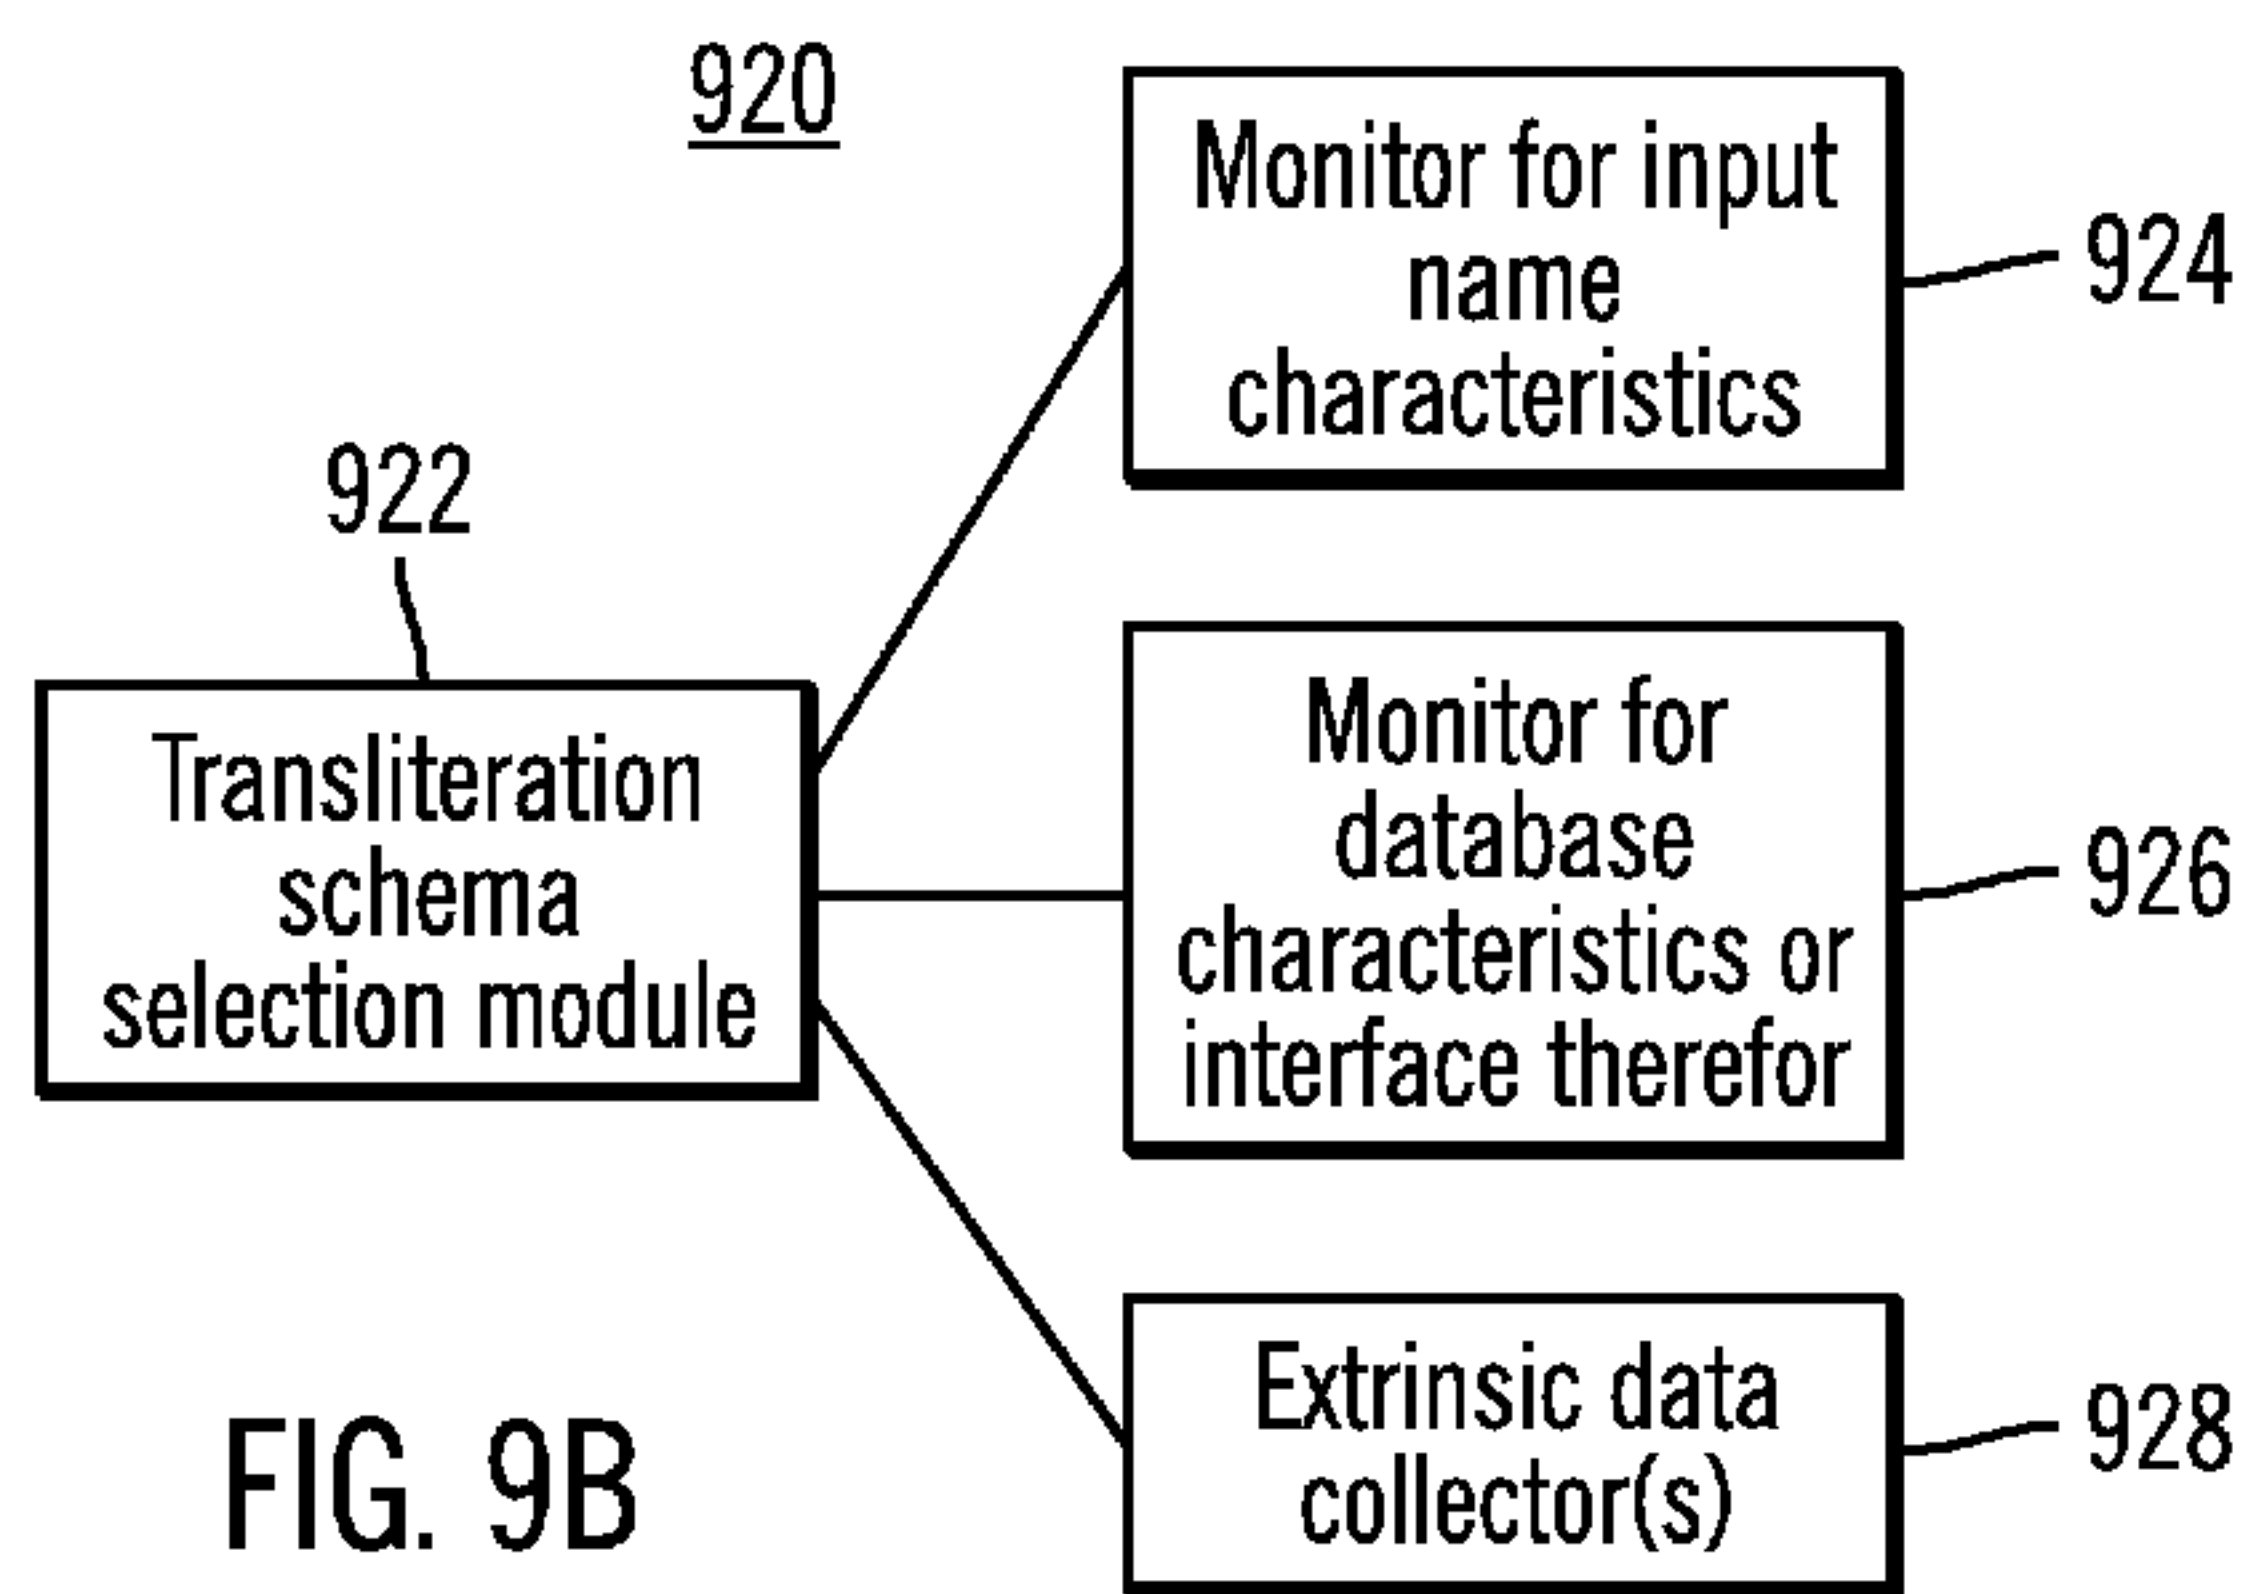 920
Monitor for input
name
characteristics
924
922
Transliteration
schema
selection module
Monitor for
database
characteristics or
interface therefor
926
Extrinsic data
collector(s)
928
FIG. 9B